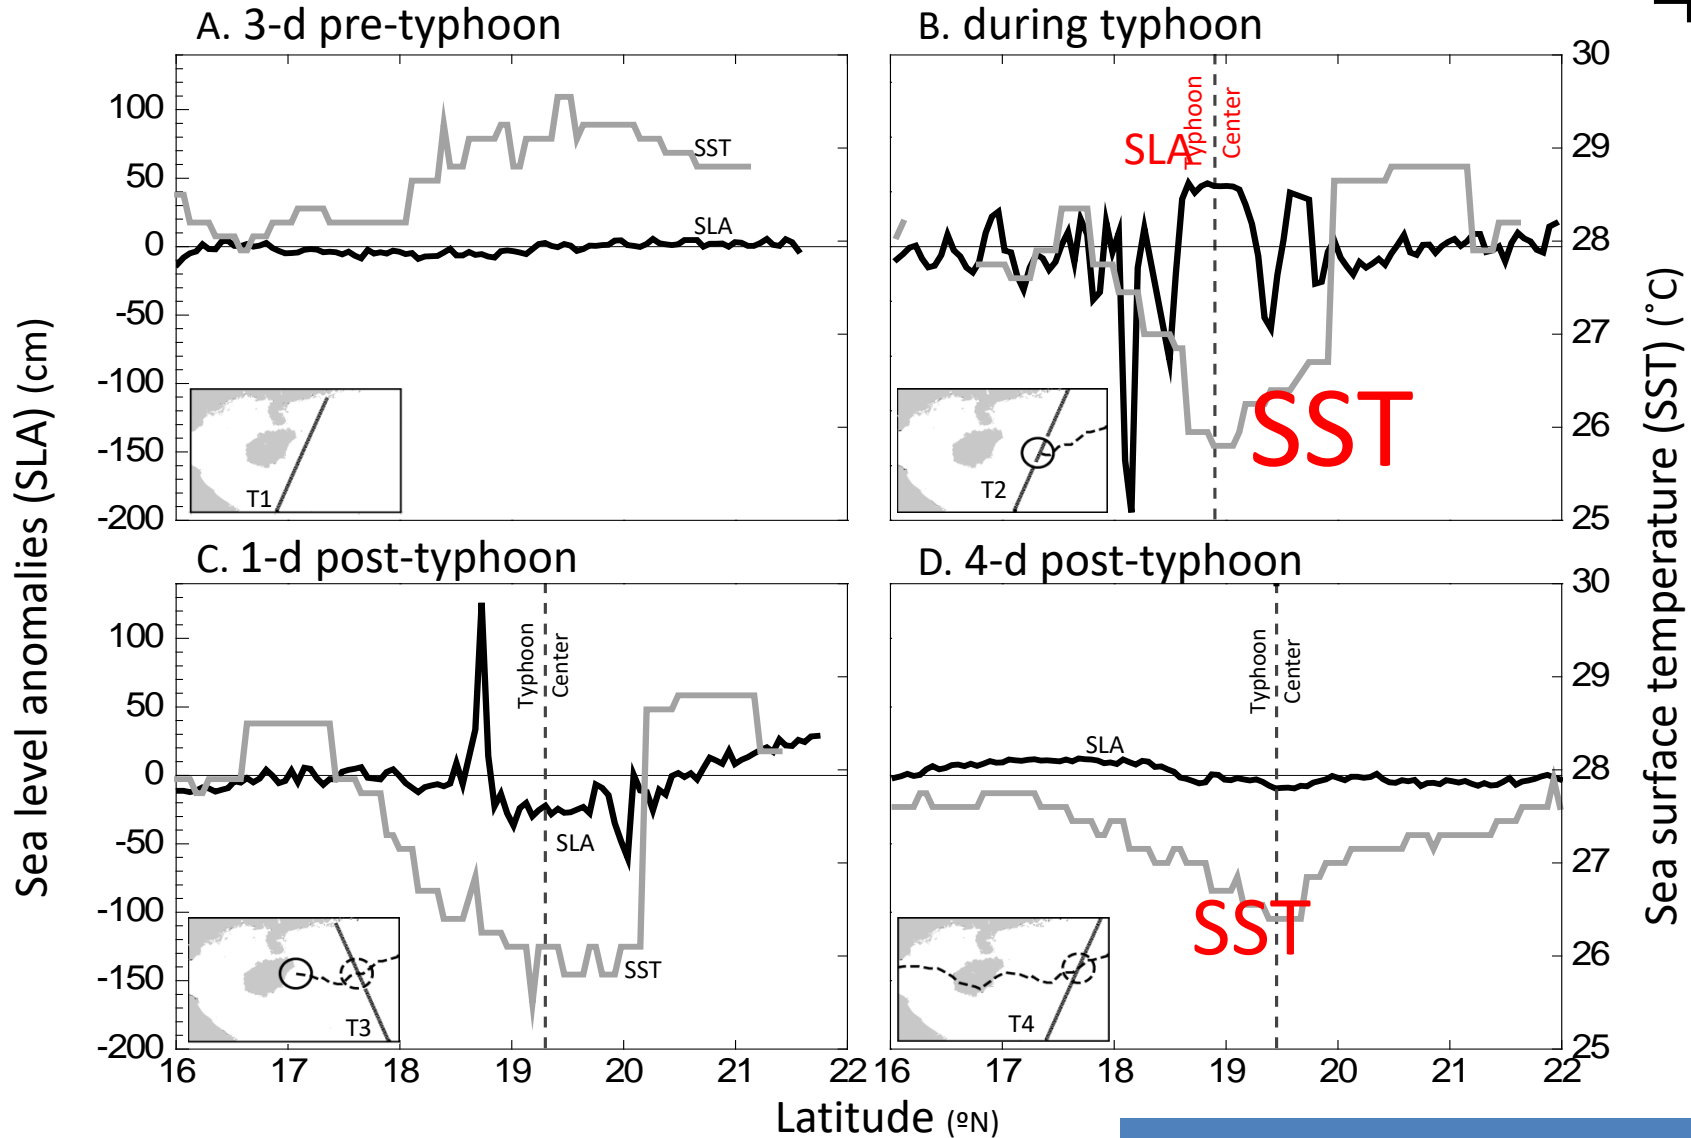 A. 3-d pre-typhoon
B. during typhoon
Sea level anomalies (SLA) (cm)
Sea surface temperature (SST) (˚C)
100
50
0
-50
-100
-150
-200
SST
SLA
T1
SLA
Typhoon
Center
SST
T2
30
29
28
27
26
25
C. 1-d post-typhoon
D. 4-d post-typhoon
100
50
0
-50
-100
-150
-200
Typhoon
Center
SLA
SST
T3
SLA
Typhoon
Center
SST
T4
30
29
28
27
26
25
16 17 18 19 20 21 22
16 17 18 19 20 21 22
Latitude (ºN)